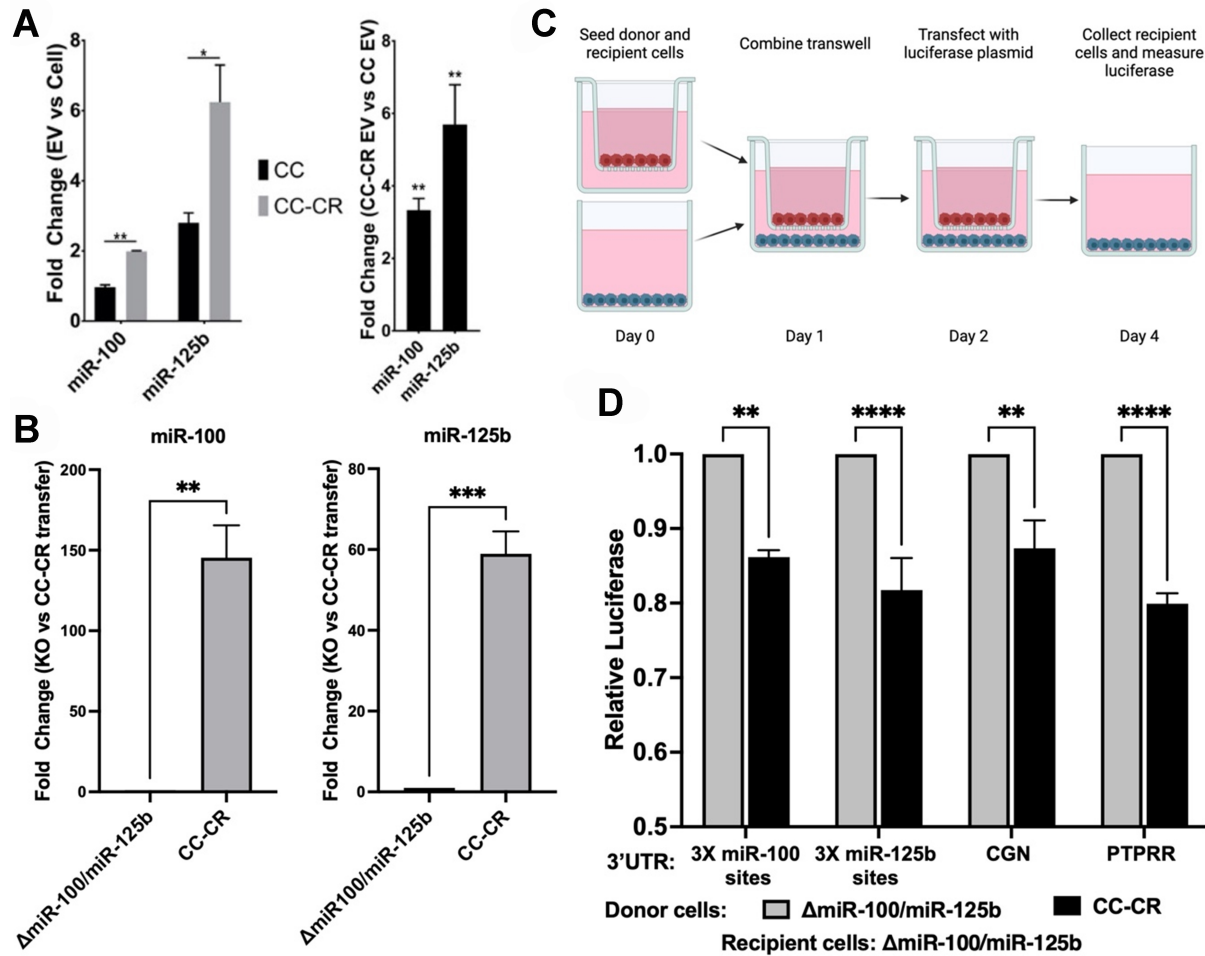 A
Fold Change (EV vs Cell)
8
6
4
2
0
**
*
miR-100
miR-125b
CC
CC-CR
Fold Change (CC-CR EV vs CC EV)
8
6
4
2
0
**
**
miR-100
miR-125b
C
Seed donor and
recipient cells
Combine transwell
Transfect with
luciferase plasmid
Collect recipient
cells and measure
luciferase
Day 0
Day 1
Day 2
Day 4
B
miR-100
Fold Change (KO vs CC-CR transfer)
200
150
100
50
0
**
ΔmiR-100/miR-125b
CC-CR
miR-125b
Fold Change (KO vs CC-CR transfer)
80
60
40
20
0
***
ΔmiR100/miR-125b
CC-CR
D
Relative Luciferase
1.0
0.9
0.8
0.7
0.6
0.5
**
****
**
****
3'UTR:
3X miR-100
sites
3X miR-125b
sites
CGN
PTPRR
Donor cells: ΔmiR-100/miR-125b CC-CR
Recipient cells: ΔmiR-100/miR-125b